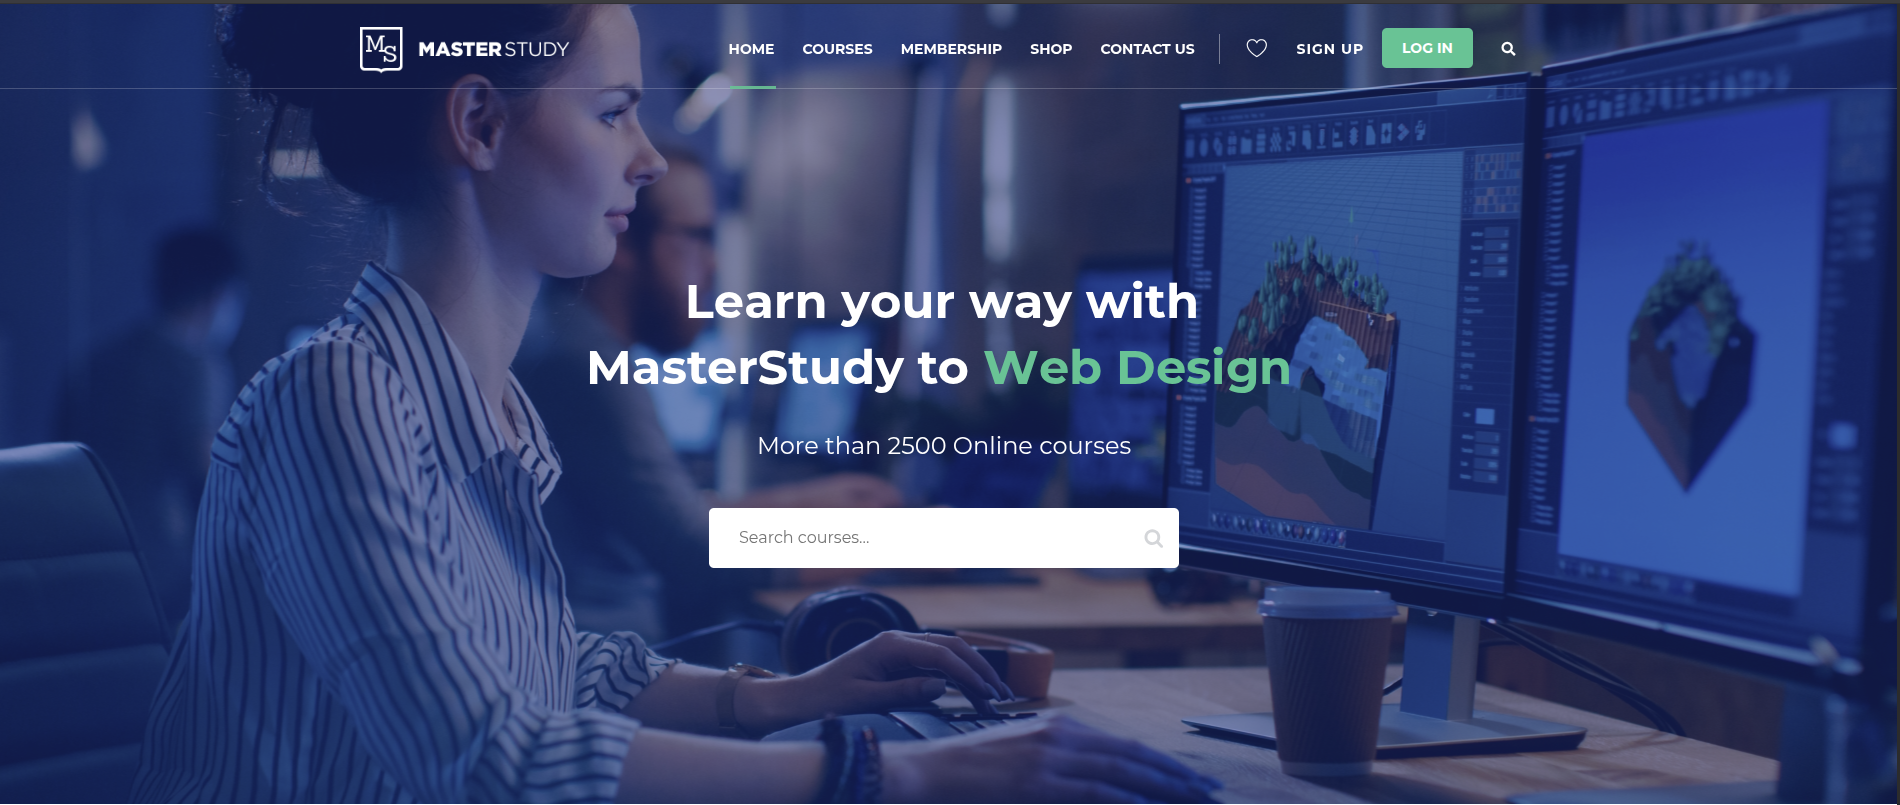 MS MASTERSTUDY
HOME COURSES MEMBERSHIP SHOP CONTACT US SIGN UP LOG IN
Learn your way with
MasterStudy to Web Design
More than 2500 Online courses
Search courses...